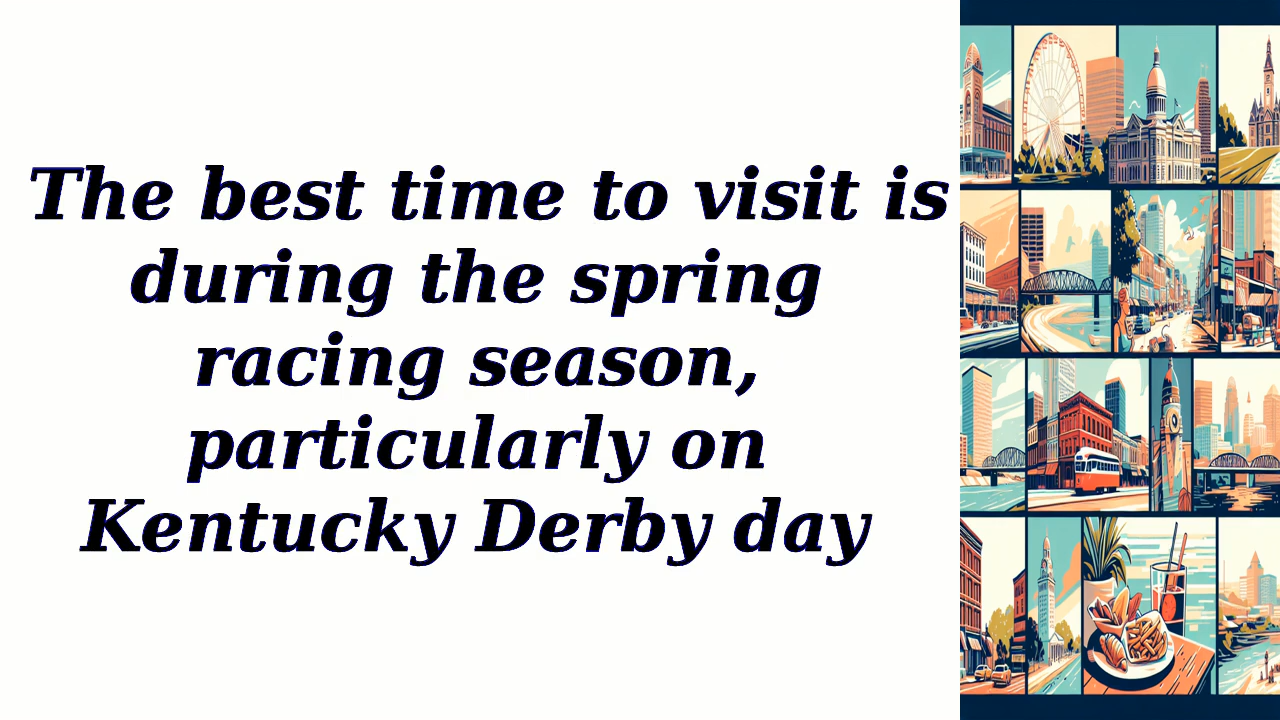 The best time to visit is
during the spring
racing season,
particularly on
Kentucky Derby day